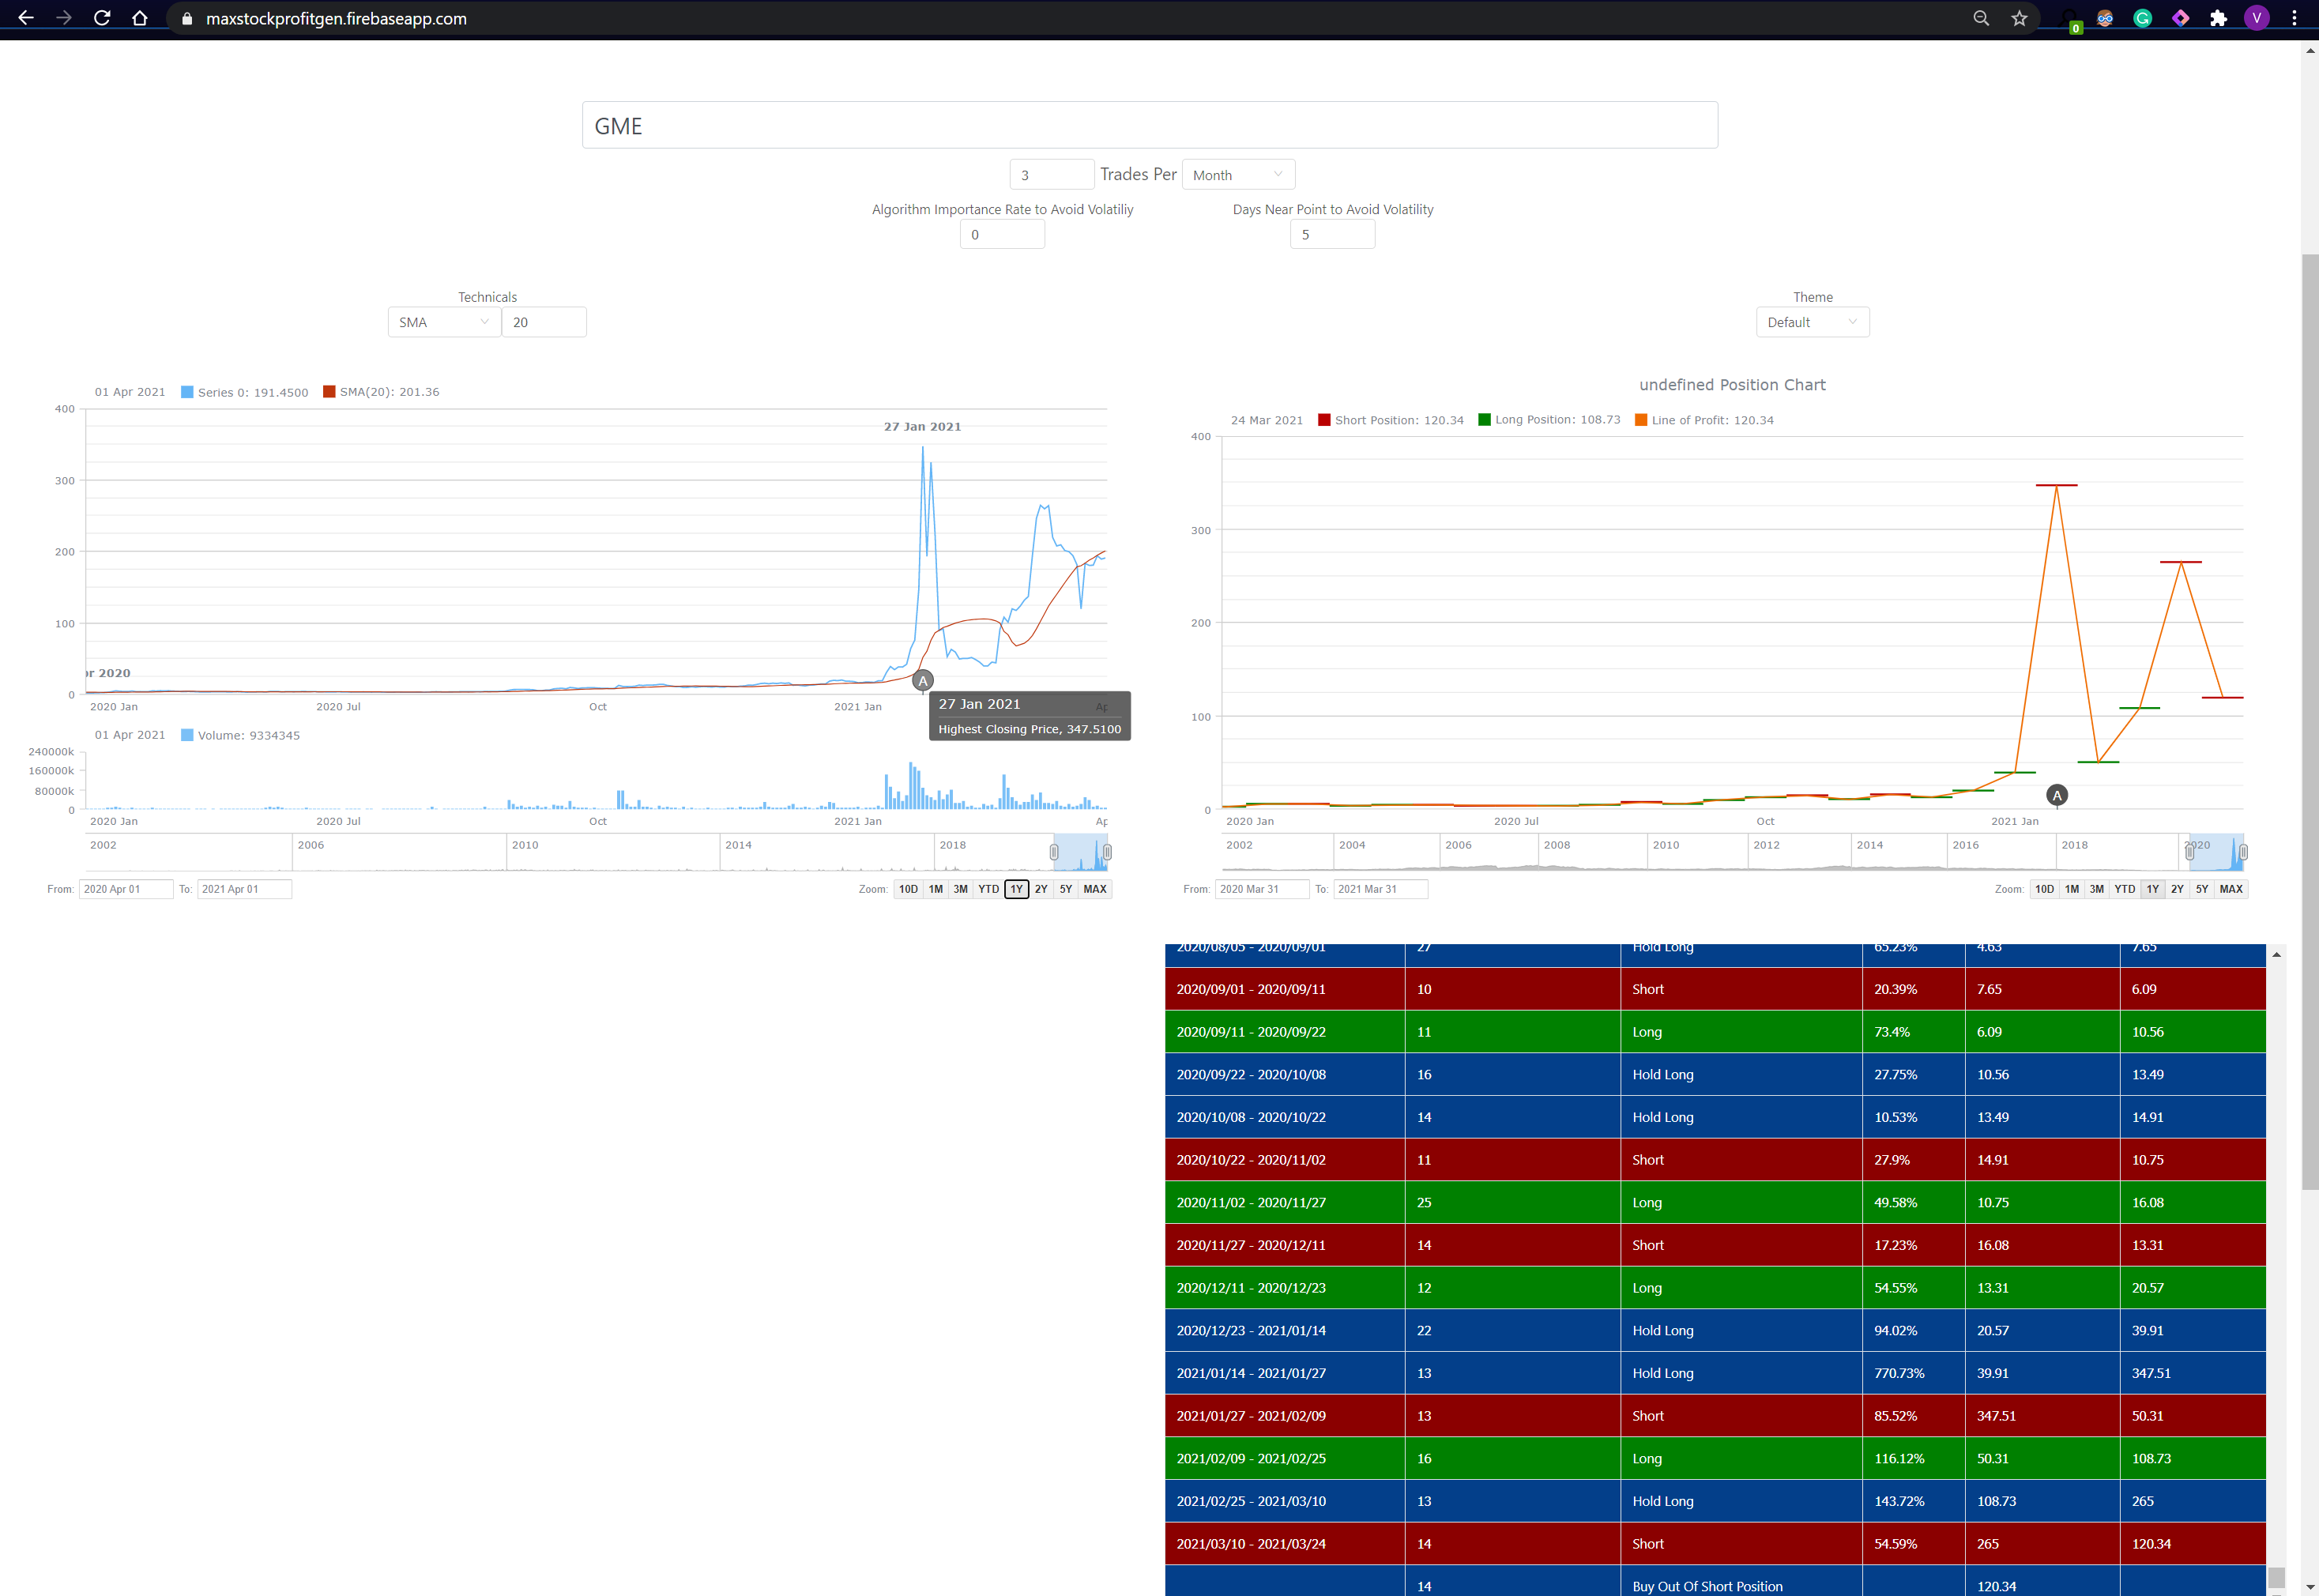 maxstockprofitgen.firebaseapp.com
0
V
GME
3 Trades Per Month
Algorithm Importance Rate to Avoid Volatiliy Days Near Point to Avoid Volatility
0 5
Technicals Theme
SMA 20 Default
01 Apr 2021 Series 0: 191.4500 SMA(20): 201.36
400
27 Jan 2021
300
200
100
r 2020
0
A
2020 Jan 2020 Jul Oct 2021 Jan Ap
27 Jan 2021
Highest Closing Price, 347.5100
01 Apr 2021 Volume: 9334345
240000k
160000k
80000k
0
2020 Jan 2020 Jul Oct 2021 Jan Ap
2002 2006 2010 2014 2018
From: 2020 Apr 01 To: 2021 Apr 01 Zoom: 10D 1M 3M YTD 1Y 2Y 5Y MAX
undefined Position Chart
24 Mar 2021 Short Position: 120.34 Long Position: 108.73 Line of Profit: 120.34
400
300
200
100
0
A
2020 Jan 2020 Jul Oct 2021 Jan
2002 2004 2006 2008 2010 2012 2014 2016 2018 2020
From: 2020 Mar 31 To: 2021 Mar 31 Zoom: 10D 1M 3M YTD 1Y 2Y 5Y MAX
2020/08/05 - 2020/09/01 27 Hold Long 65.23% 4.63 7.65
2020/09/01 - 2020/09/11 10 Short 20.39% 7.65 6.09
2020/09/11 - 2020/09/22 11 Long 73.4% 6.09 10.56
2020/09/22 - 2020/10/08 16 Hold Long 27.75% 10.56 13.49
2020/10/08 - 2020/10/22 14 Hold Long 10.53% 13.49 14.91
2020/10/22 - 2020/11/02 11 Short 27.9% 14.91 10.75
2020/11/02 - 2020/11/27 25 Long 49.58% 10.75 16.08
2020/11/27 - 2020/12/11 14 Short 17.23% 16.08 13.31
2020/12/11 - 2020/12/23 12 Long 54.55% 13.31 20.57
2020/12/23 - 2021/01/14 22 Hold Long 94.02% 20.57 39.91
2021/01/14 - 2021/01/27 13 Hold Long 770.73% 39.91 347.51
2021/01/27 - 2021/02/09 13 Short 85.52% 347.51 50.31
2021/02/09 - 2021/02/25 16 Long 116.12% 50.31 108.73
2021/02/25 - 2021/03/10 13 Hold Long 143.72% 108.73 265
2021/03/10 - 2021/03/24 14 Short 54.59% 265 120.34
14 Buy Out Of Short Position 120.34